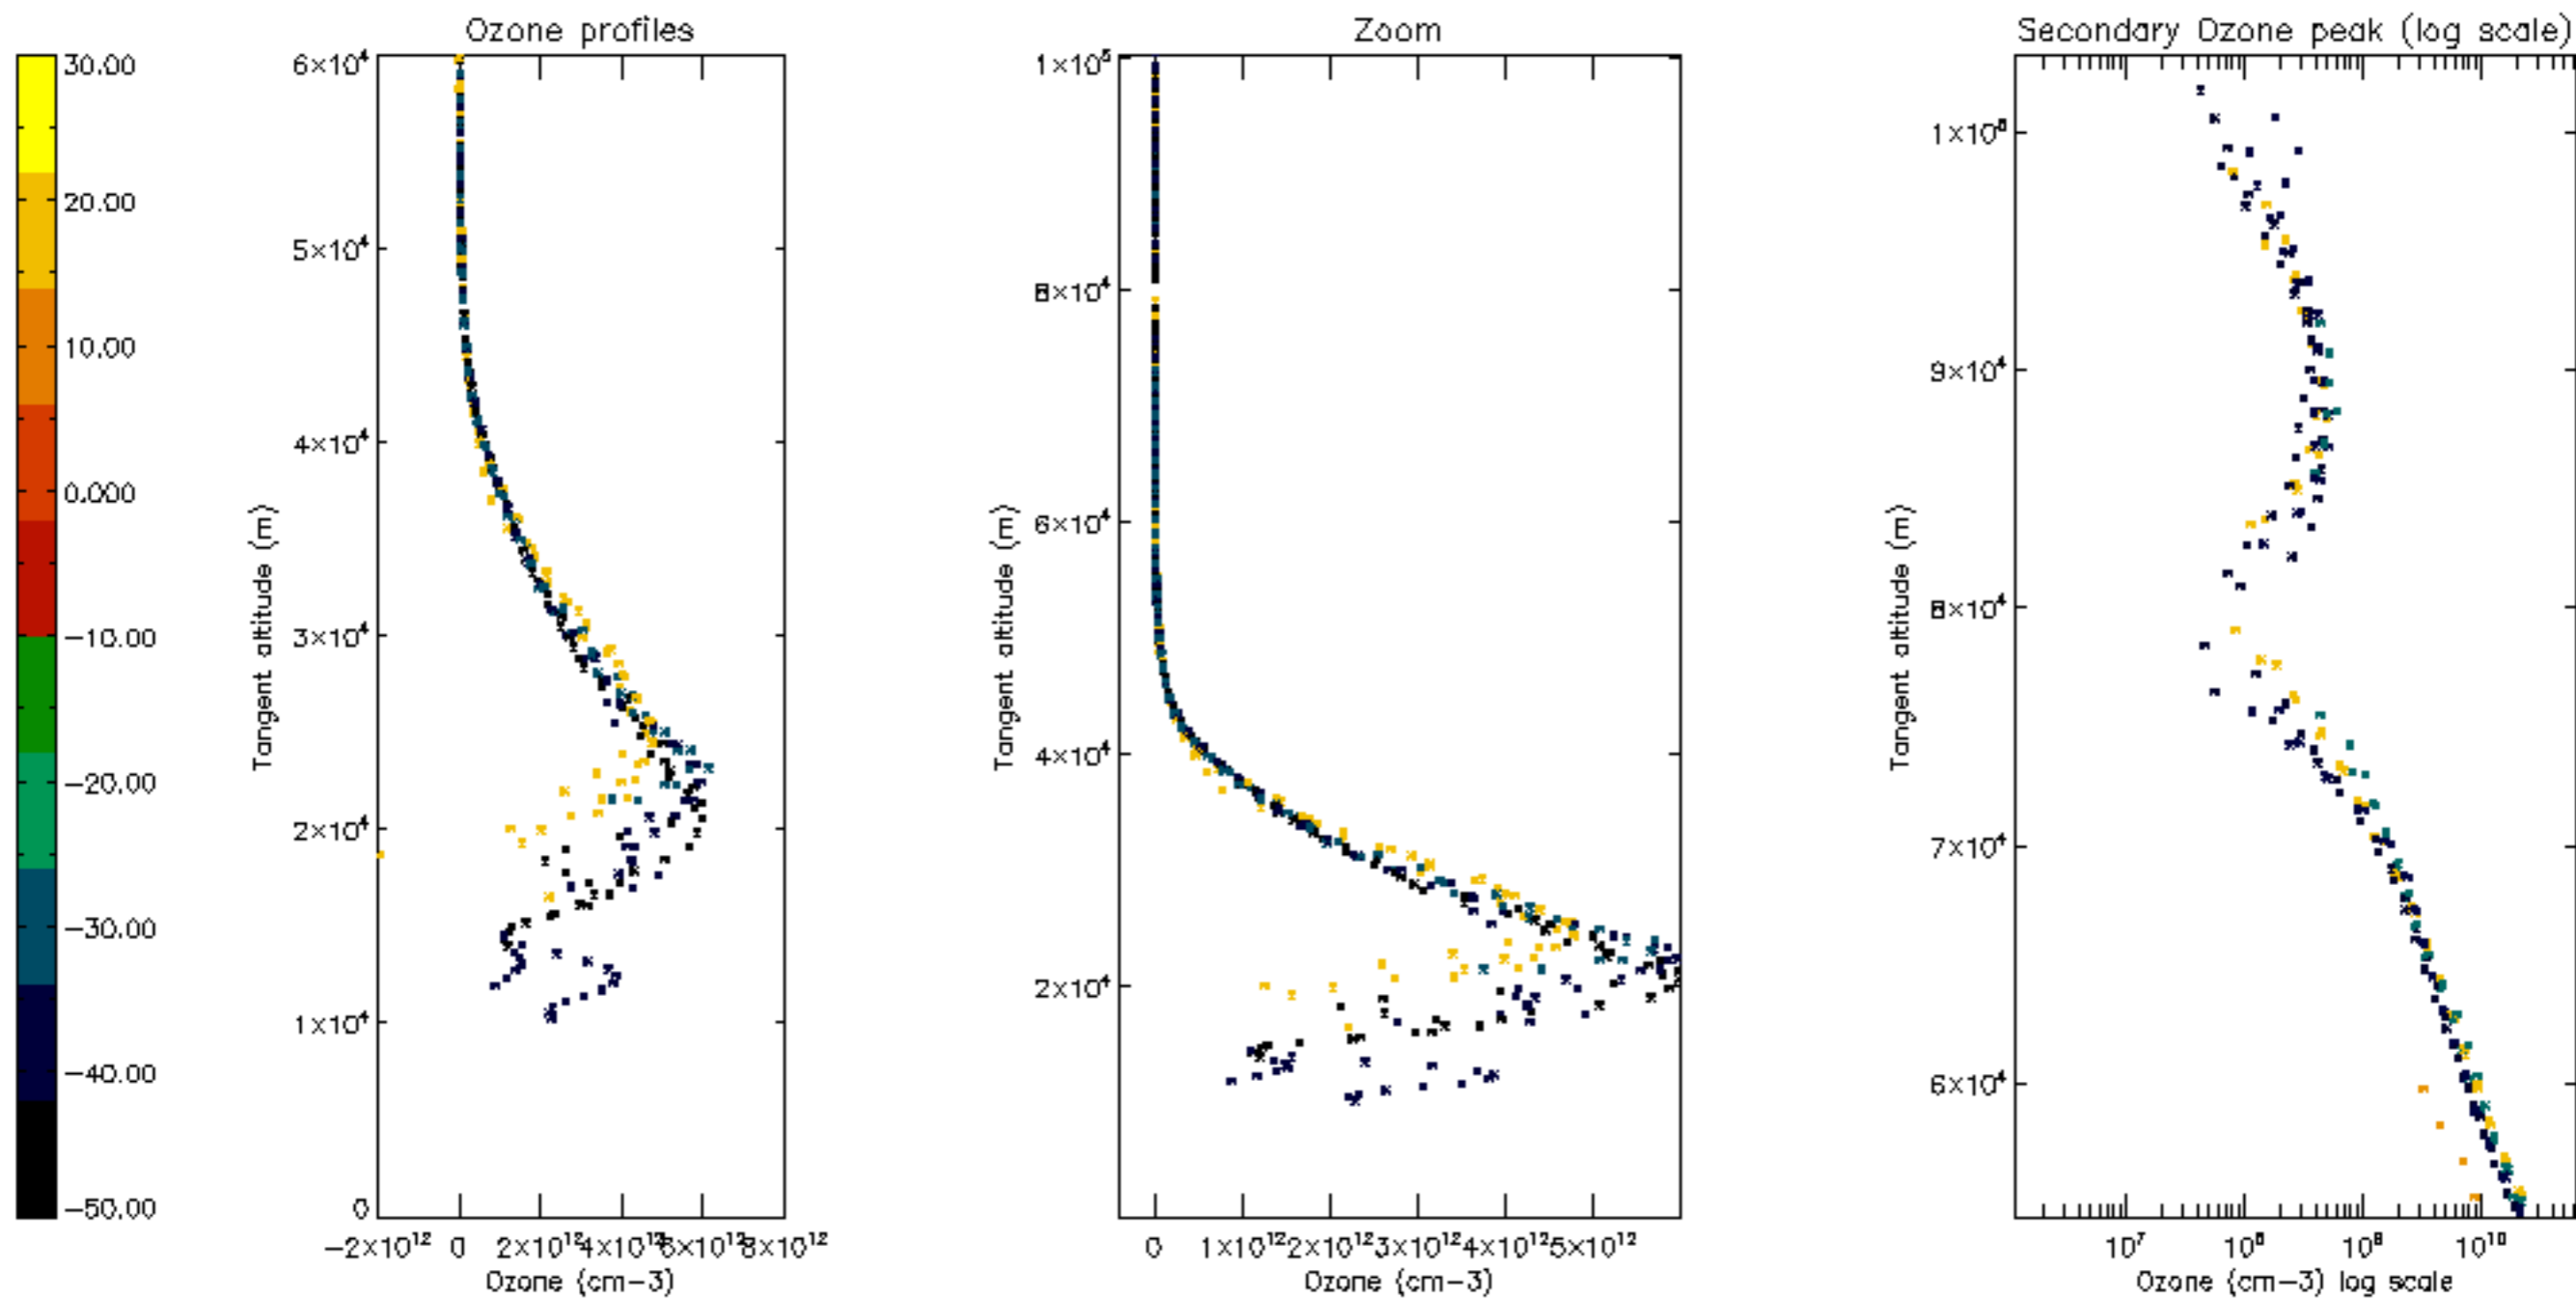 Ozone profiles
Zoom
Secondary Ozone peak (log scale)
30.00
20.00
10.00
0.000
−10.00
−20.00
−30.00
−40.00
−50.00
6×10⁴
5×10⁴
4×10⁴
3×10⁴
2×10⁴
1×10⁴
0
Tangent altitude (m)
−2×10¹² 0 2×10¹² 4×10¹² 6×10¹² 8×10¹²
Ozone (cm−3)
1×10⁵
8×10⁴
6×10⁴
4×10⁴
2×10⁴
Tangent altitude (m)
0 1×10¹² 2×10¹² 3×10¹² 4×10¹² 5×10¹²
Ozone (cm−3)
1×10⁵
9×10⁴
8×10⁴
7×10⁴
6×10⁴
Tangent altitude (m)
10⁷ 10⁸ 10⁹ 10¹⁰
Ozone (cm−3) log scale